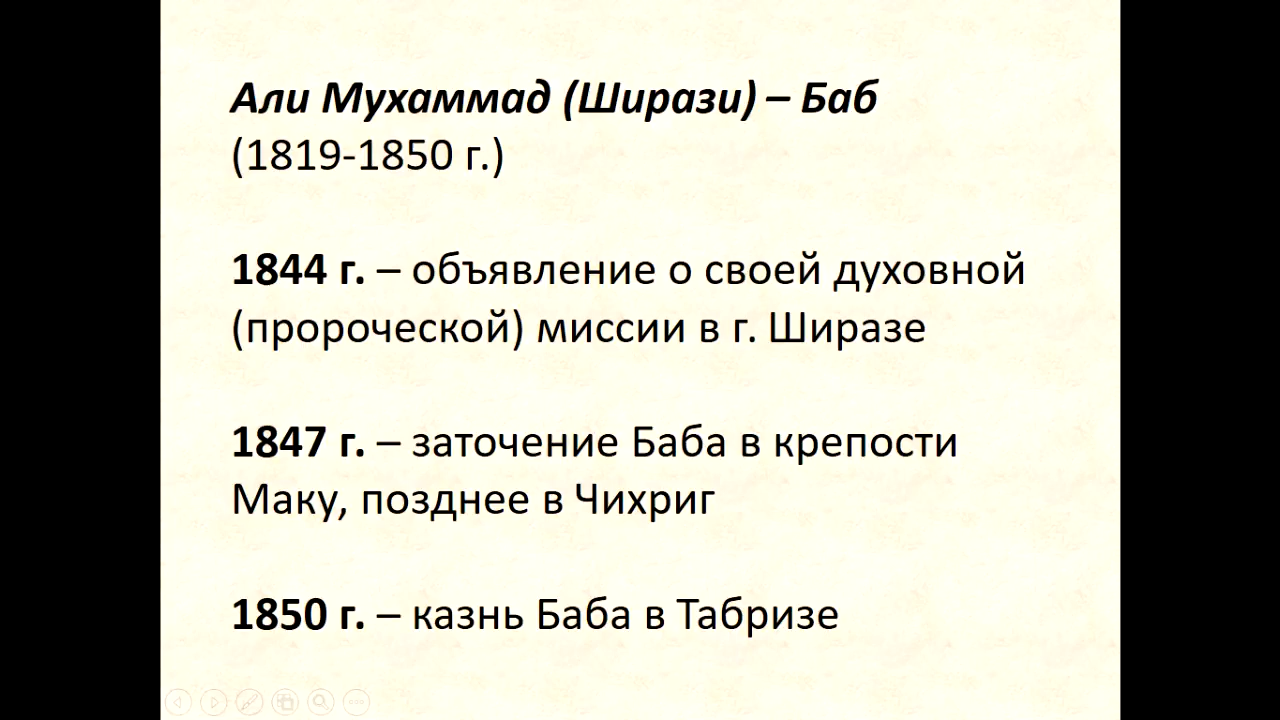 Али Мухаммад (Ширази) – Баб
(1819-1850 г.)
1844 г. – объявление о своей духовной
(пророческой) миссии в г. Ширазе
1847 г. – заточение Баба в крепости
Маку, позднее в Чихриг
1850 г. – казнь Баба в Табризе